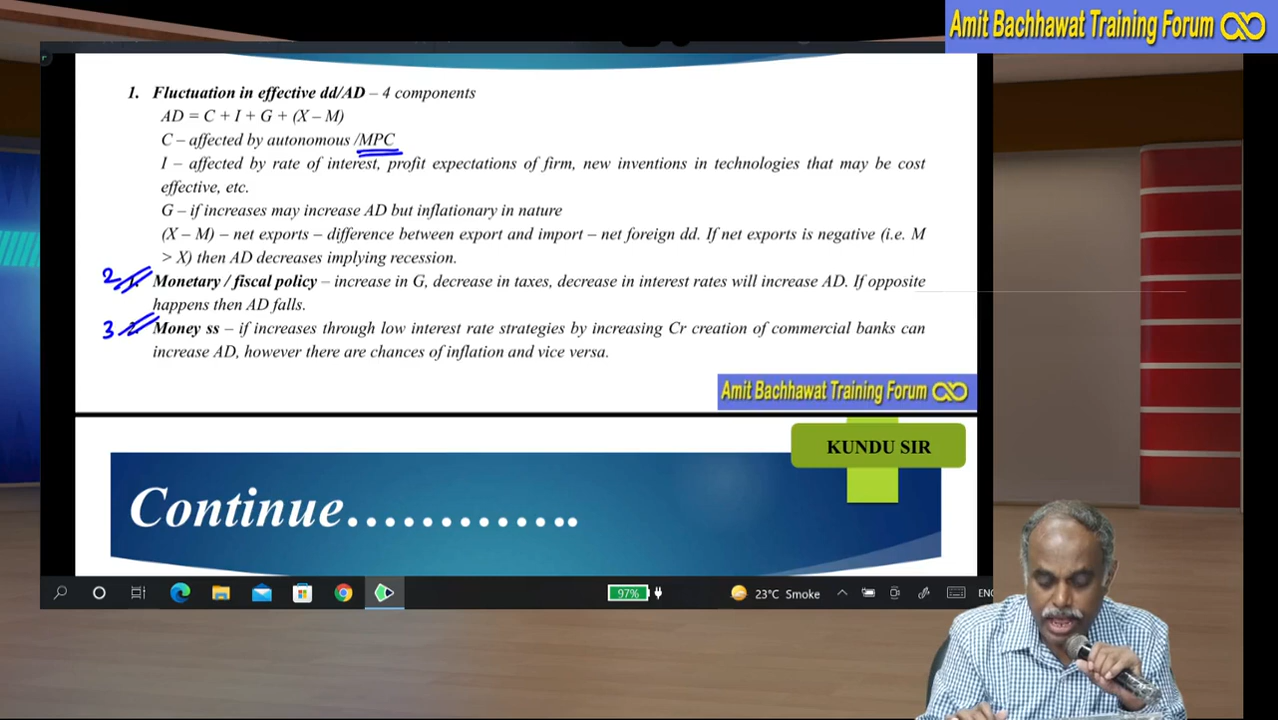 Amit Bachhawat Training Forum
1. Fluctuation in effective dd/AD – 4 components
AD = C + I + G + (X – M)
C – affected by autonomous /MPC
I – affected by rate of interest, profit expectations of firm, new inventions in technologies that may be cost
effective, etc.
G – if increases may increase AD but inflationary in nature
(X – M) – net exports – difference between export and import – net foreign dd. If net exports is negative (i.e. M
> X) then AD decreases implying recession.
2 Monetary / fiscal policy – increase in G, decrease in taxes, decrease in interest rates will increase AD. If opposite
happens then AD falls.
3 Money ss – if increases through low interest rate strategies by increasing Cr creation of commercial banks can
increase AD, however there are chances of inflation and vice versa.
Amit Bachhawat Training Forum
KUNDU SIR
Continue.............
97%
23°C Smoke
ENG